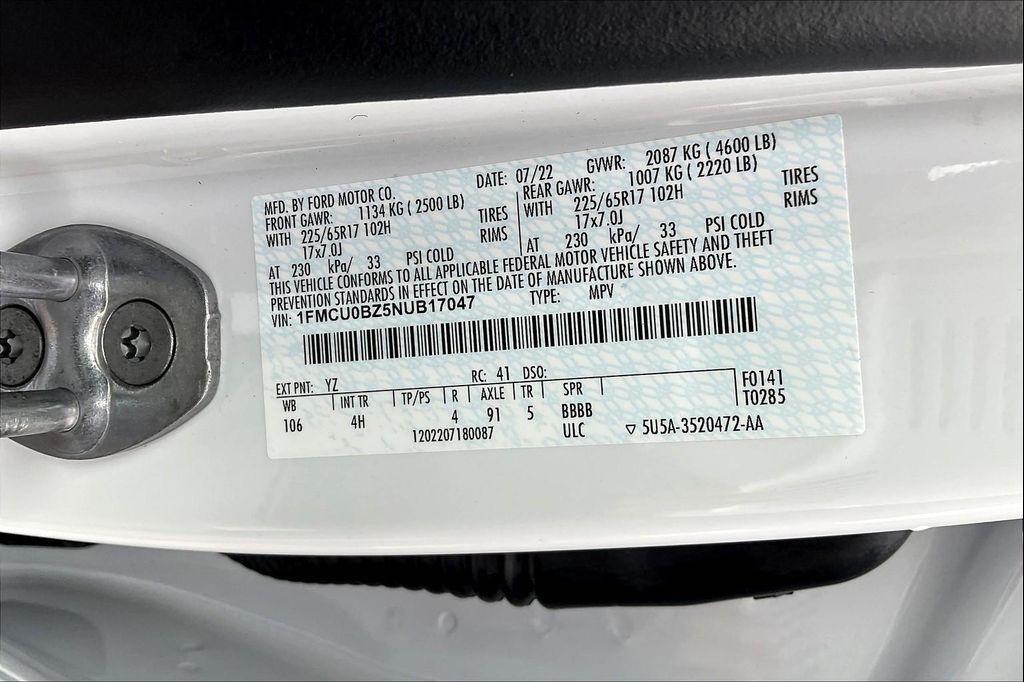 MFD. BY FORD MOTOR CO. DATE: 07/22 GVWR: 2087 KG ( 4600 LB)
FRONT GAWR: 1134 KG ( 2500 LB) REAR GAWR: 1007 KG ( 2220 LB)
WITH 225/65R17 102H TIRES WITH 225/65R17 102H TIRES
17x7.0J RIMS 17x7.0J RIMS
AT 230 kPa/ 33 PSI COLD AT 230 kPa/ 33 PSI COLD
THIS VEHICLE CONFORMS TO ALL APPLICABLE FEDERAL MOTOR VEHICLE SAFETY AND THEFT
PREVENTION STANDARDS IN EFFECT ON THE DATE OF MANUFACTURE SHOWN ABOVE.
VIN: 1FMCU0BZ5NUB17047 TYPE: MPV
EXT PNT: YZ RC: 41 DSO:
WB INT TR TP/PS R AXLE TR SPR F0141
106 4H 4 91 5 BBBB T0285
1202207180087 ULC ▽ 5U5A-3520472-AA